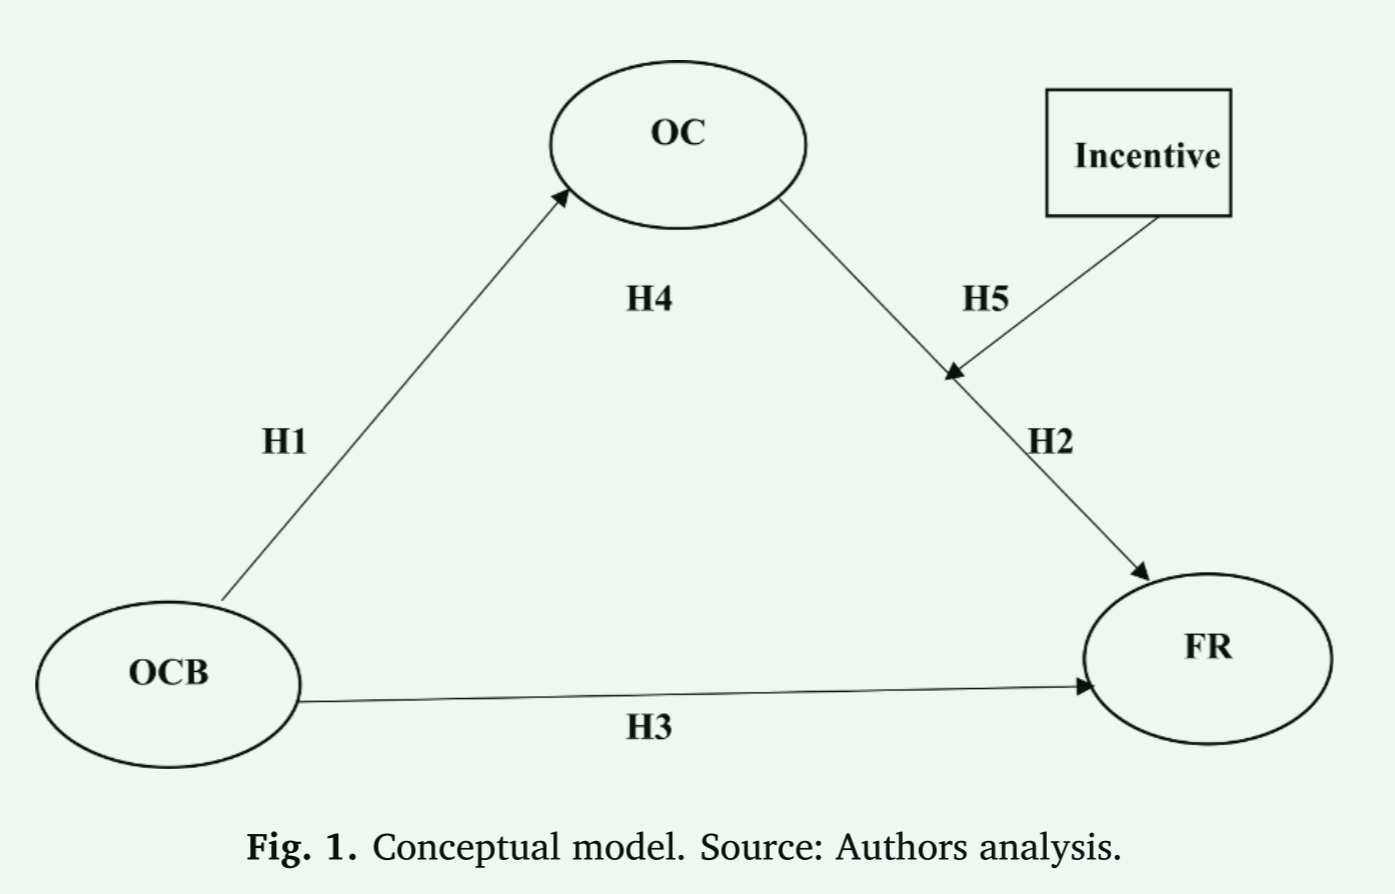 OC
Incentive
H4
H5
H1
H2
OCB
FR
H3
Fig. 1. Conceptual model. Source: Authors analysis.